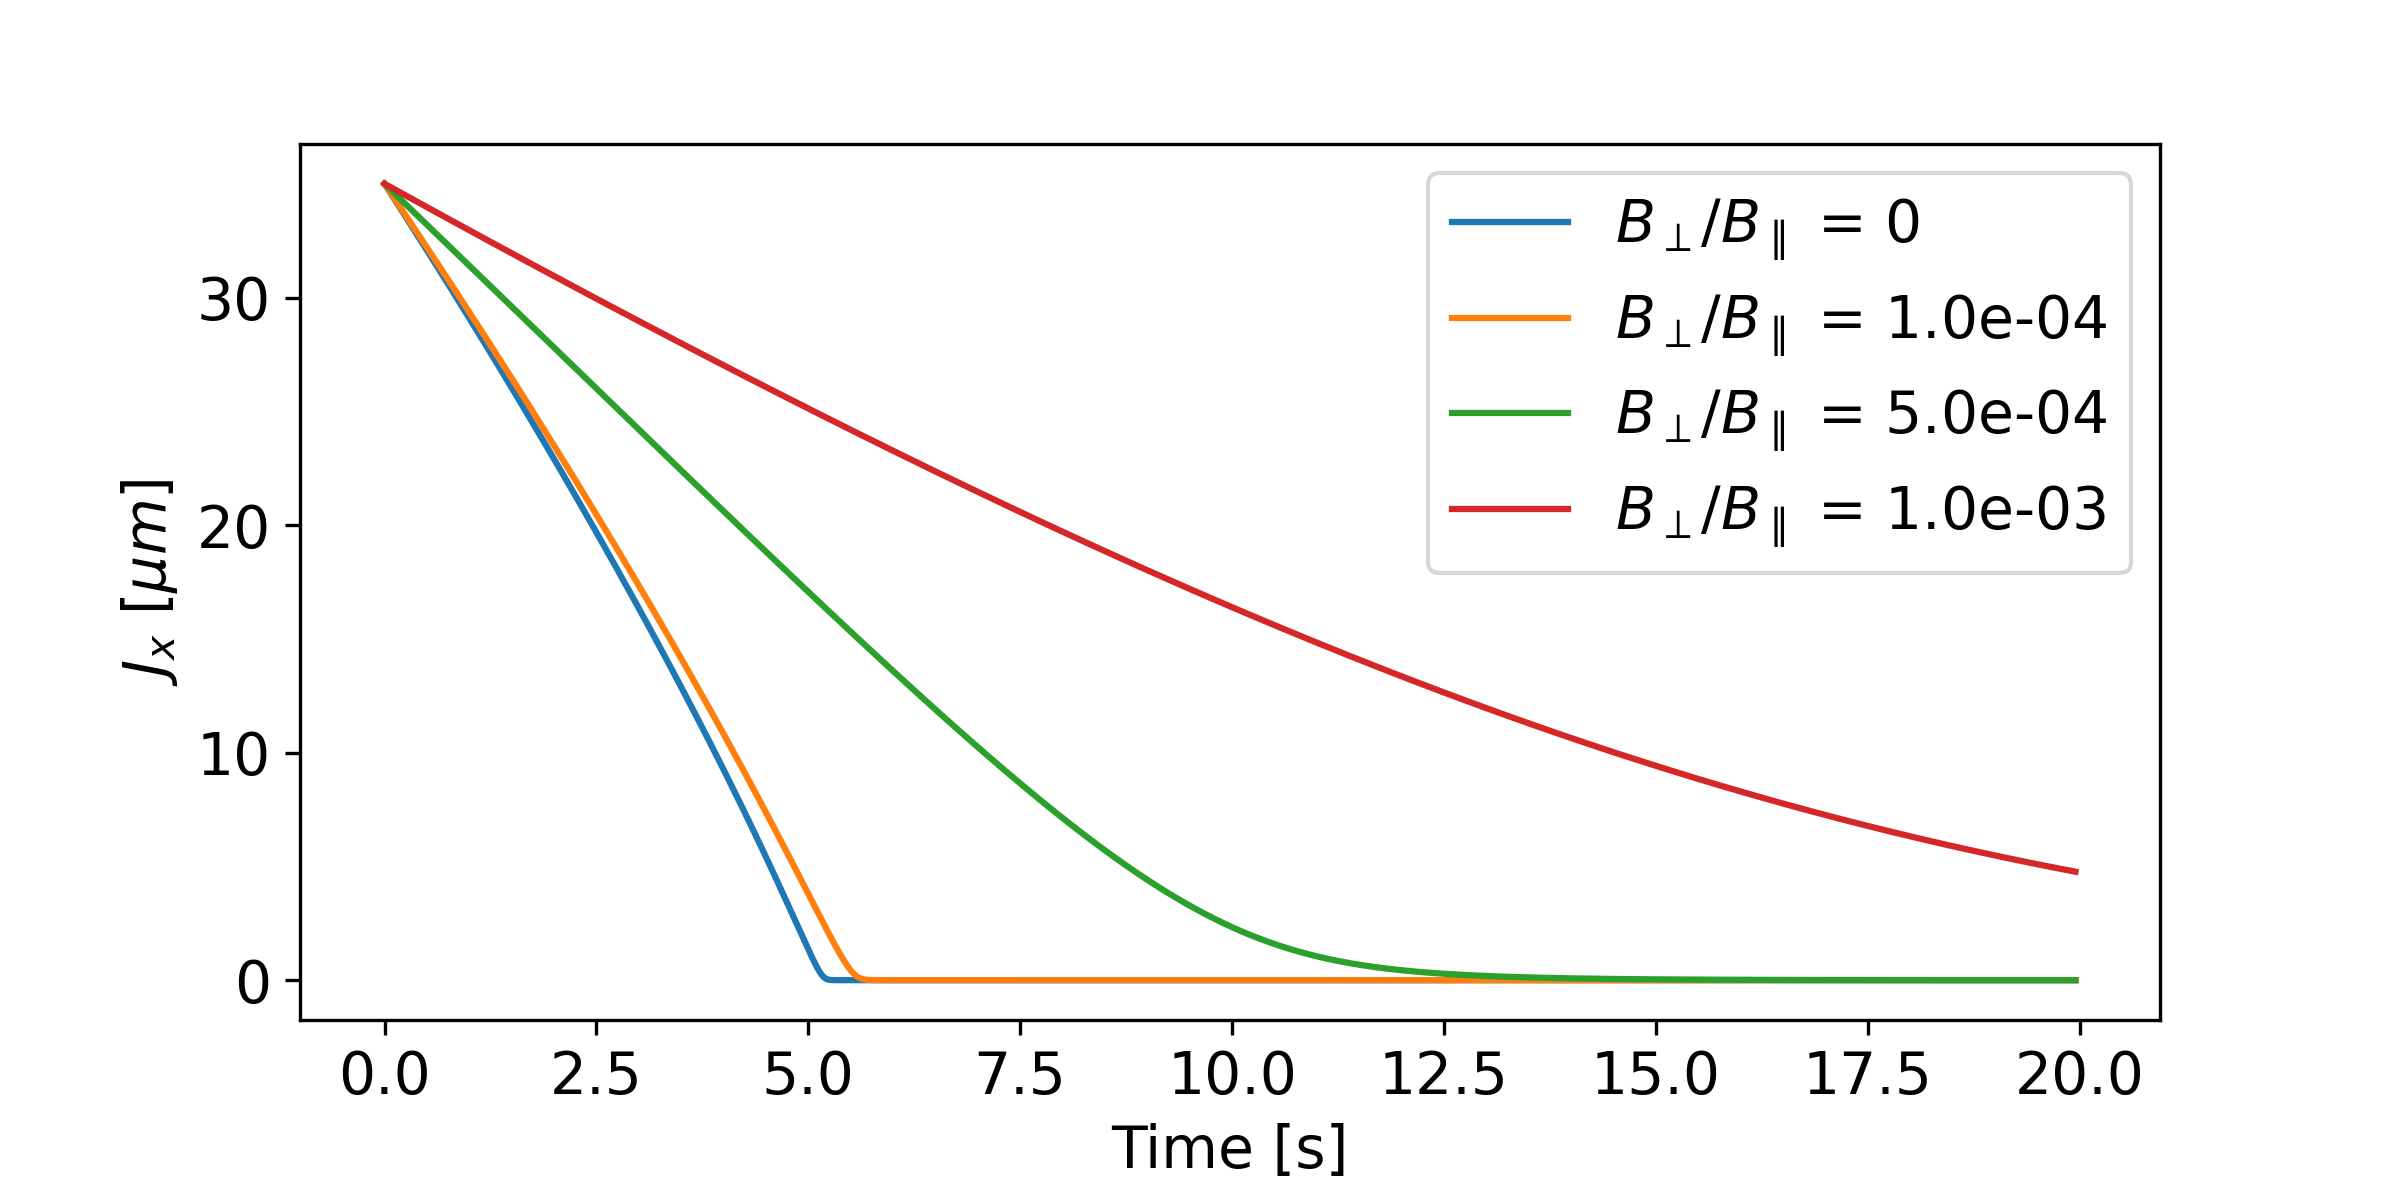 B⊥/B∥ = 0
B⊥/B∥ = 1.0e-04
B⊥/B∥ = 5.0e-04
B⊥/B∥ = 1.0e-03
Jx [μm]
30
20
10
0
0.0 2.5 5.0 7.5 10.0 12.5 15.0 17.5 20.0
Time [s]